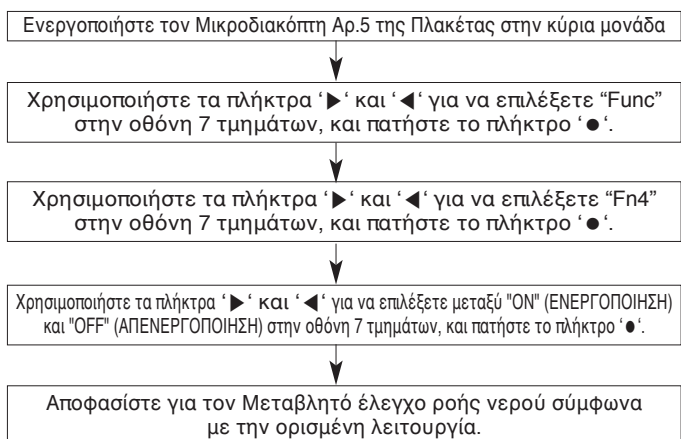 Ενεργοποιήστε τον Μικροδιακόπτη Αρ.5 της Πλακέτας στην κύρια μονάδα
Χρησιμοποιήστε τα πλήκτρα ‘▶‘ και ‘◀‘ για να επιλέξετε “Func”
στην οθόνη 7 τμημάτων, και πατήστε το πλήκτρο ‘●‘.
Χρησιμοποιήστε τα πλήκτρα ‘▶‘ και ‘◀‘ για να επιλέξετε “Fn4”
στην οθόνη 7 τμημάτων, και πατήστε το πλήκτρο ‘●‘.
Χρησιμοποιήστε τα πλήκτρα ‘▶‘ και ‘◀‘ για να επιλέξετε μεταξύ "ON" (ΕΝΕΡΓΟΠΟΙΗΣΗ)
και "OFF" (ΑΠΕΝΕΡΓΟΠΟΙΗΣΗ) στην οθόνη 7 τμημάτων, και πατήστε το πλήκτρο ‘●‘.
Αποφασίστε για τον Μεταβλητό έλεγχο ροής νερού σύμφωνα
με την ορισμένη λειτουργία.